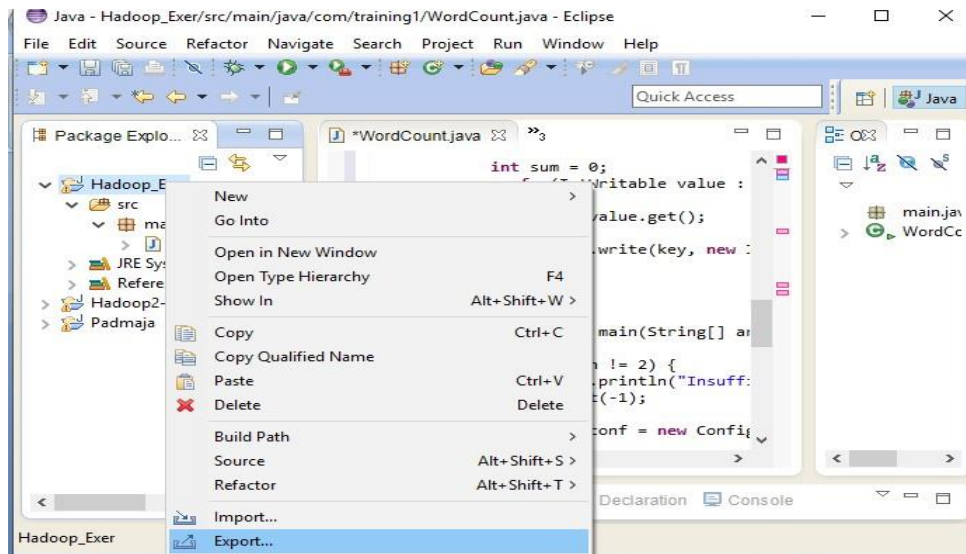 Java - Hadoop_Exer/src/main/java/com/training1/WordCount.java - Eclipse
File Edit Source Refactor Navigate Search Project Run Window Help
Quick Access
Java
Package Explo...
*WordCount.java
3
Hadoop_E
src
ma
JRE Sys
Refere
Hadoop2-
Padmaja
New
Go Into
Open in New Window
Open Type Hierarchy F4
Show In Alt+Shift+W >
Copy Ctrl+C
Copy Qualified Name
Paste Ctrl+V
Delete Delete
Build Path
Source Alt+Shift+S >
Refactor Alt+Shift+T >
Import...
Export...
int sum = 0;
Writable value :
value.get();
.write(key, new
main(String[] ar
!= 2) {
.println("Insuffi
(-1);
conf = new Config
Declaration Console
main.jav
WordCo
Hadoop_Exer